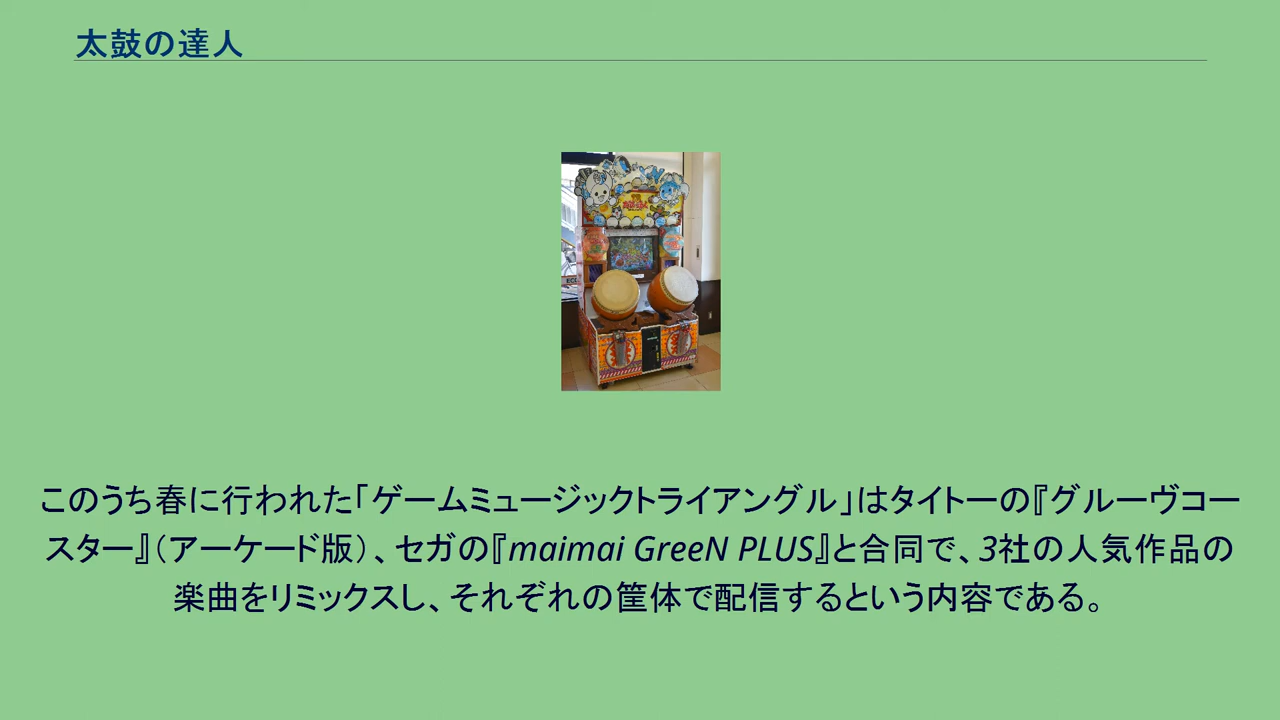 太鼓の達人
このうち春に行われた「ゲームミュージックトライアングル」はタイトーの『グルーヴコー
スター』（アーケード版）、セガの『maimai GreeN PLUS』と合同で、3社の人気作品の
楽曲をリミックスし、それぞれの筐体で配信するという内容である。